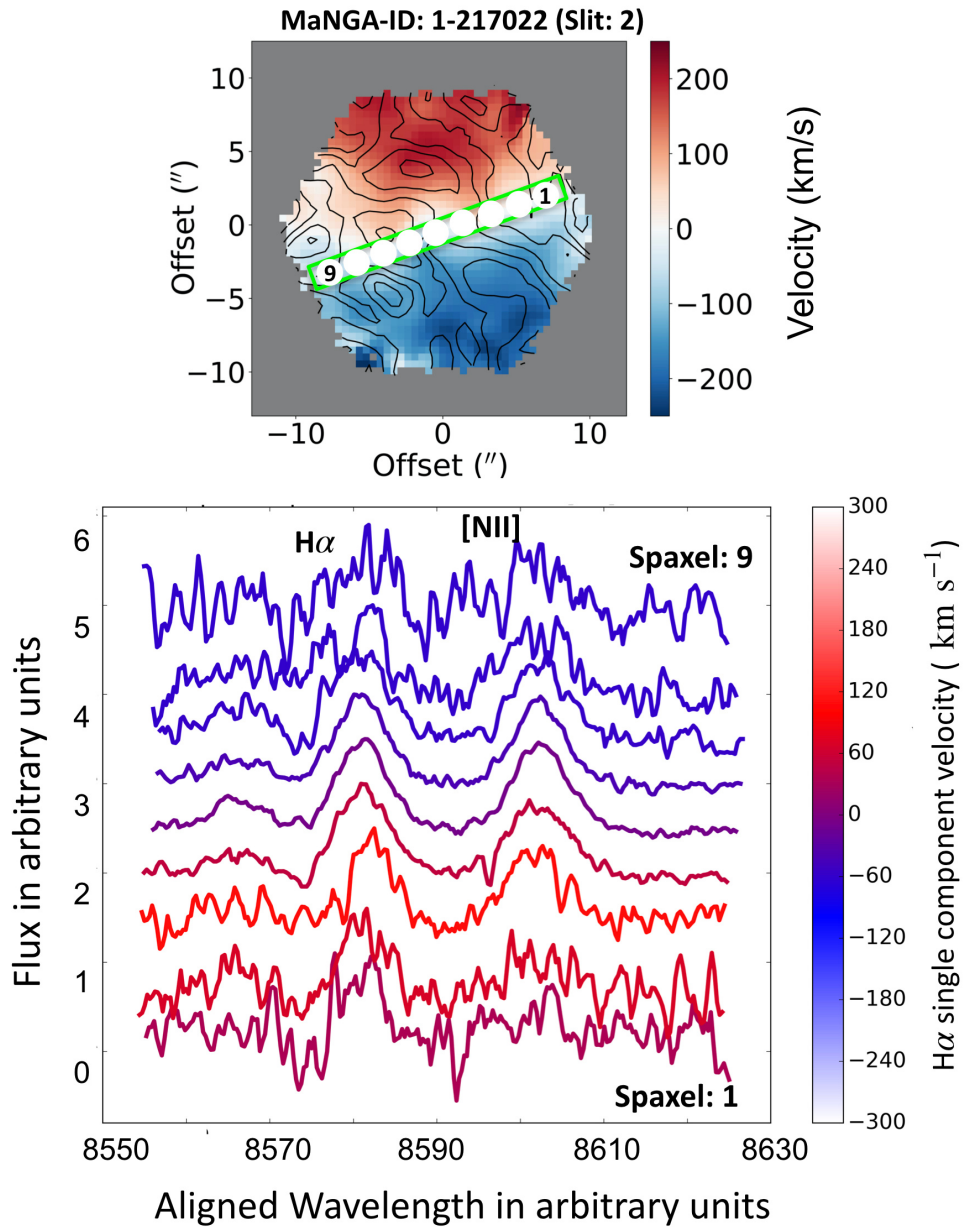 MaNGA-ID: 1-217022 (Slit: 2)
10
5
0
−5
−10
Offset (″)
1
9
−10 0 10
Offset (″)
200
100
0
−100
−200
Velocity (km/s)
6
5
4
3
2
1
0
Flux in arbitrary units
Hα
[NII]
Spaxel: 9
Spaxel: 1
8550 8570 8590 8610 8630
Aligned Wavelength in arbitrary units
300
240
180
120
60
0
−60
−120
−180
−240
−300
Hα single component velocity ( km s−1)